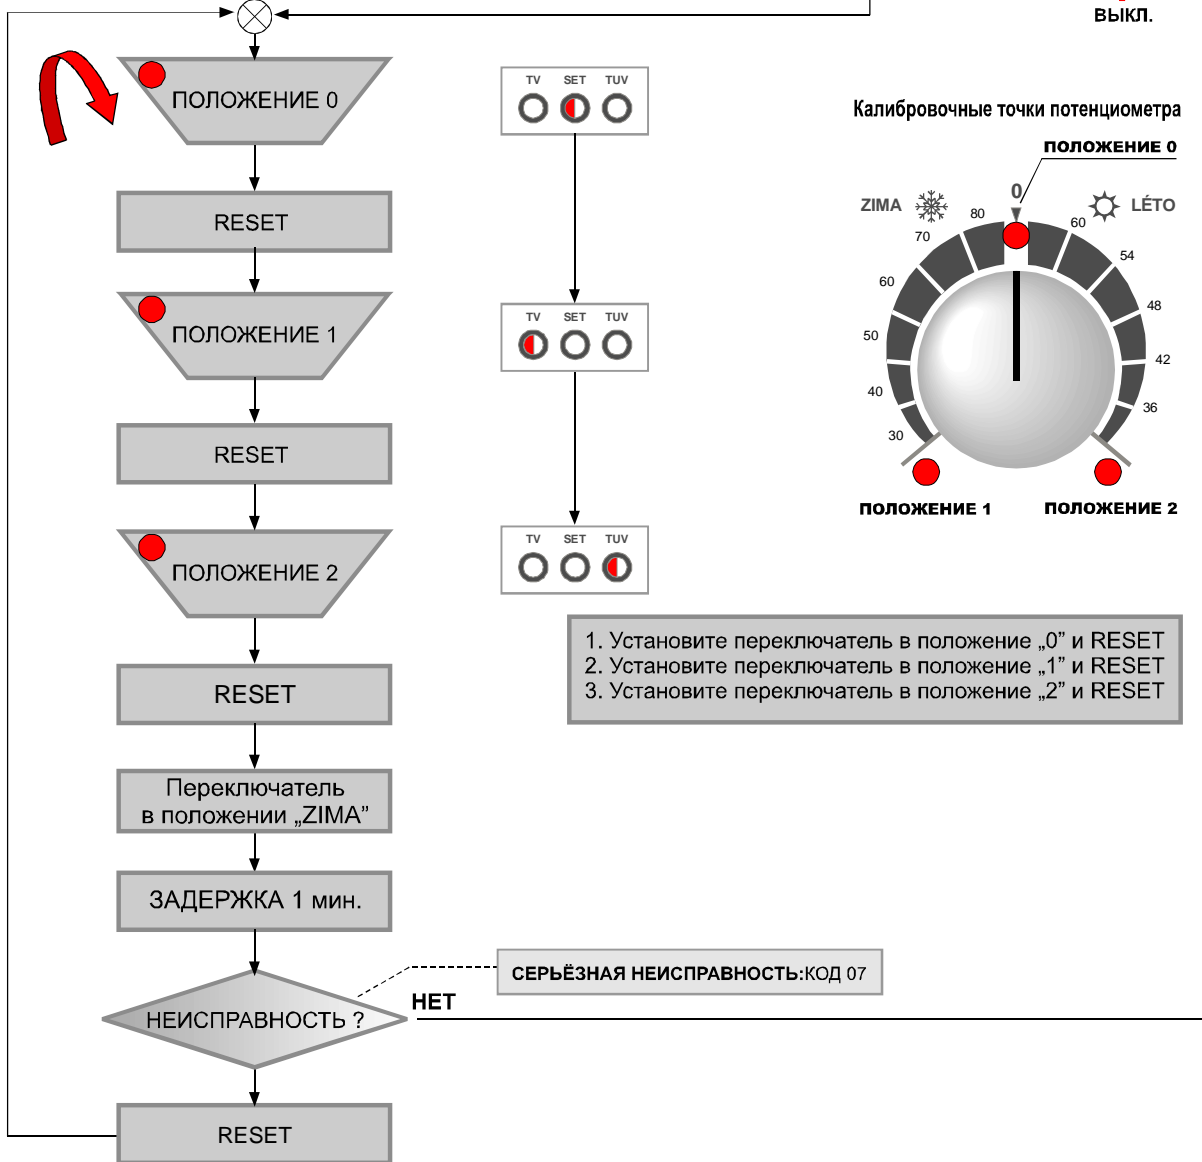 ВЫКЛ.
ПОЛОЖЕНИЕ 0
TV SET TUV
Калибровочные точки потенциометра
ПОЛОЖЕНИЕ 0
RESET
ZIMA
0
LÉTO
80
60
70
54
60
48
50
42
40
36
30
ПОЛОЖЕНИЕ 1
ПОЛОЖЕНИЕ 2
ПОЛОЖЕНИЕ 1
TV SET TUV
RESET
ПОЛОЖЕНИЕ 2
TV SET TUV
1. Установите переключатель в положение „0” и RESET
2. Установите переключатель в положение „1” и RESET
3. Установите переключатель в положение „2” и RESET
RESET
Переключатель
в положении „ZIMA”
ЗАДЕРЖКА 1 мин.
СЕРЬЁЗНАЯ НЕИСПРАВНОСТЬ:КОД 07
НЕИСПРАВНОСТЬ ?
НЕТ
RESET